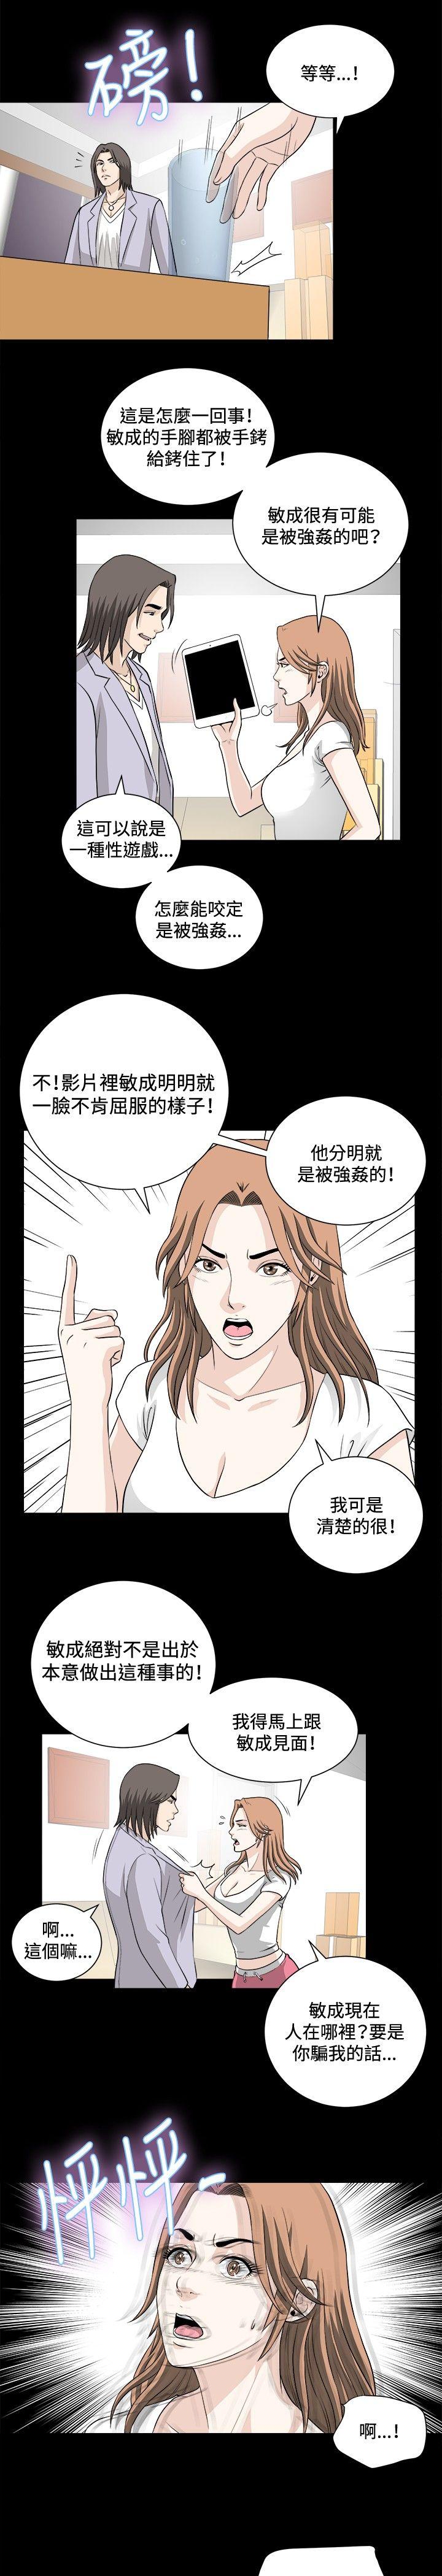 磅!
等等...!
這是怎麼一回事!
敏成的手腳都被手銬
給銬住了!
敏成很有可能
是被強姦的吧?
這可以說是
一種性遊戲...
怎麼能咬定
是被強姦...
不!影片裡敏成明明就
一臉不肯屈服的樣子!
他分明就
是被強姦的!
我可是
清楚的很!
敏成絕對不是出於
本意做出這種事的!
我得馬上跟
敏成見面!
啊...
這個嘛...
敏成現在
人在哪裡?要是
你騙我的話...
怦怦-
啊...!